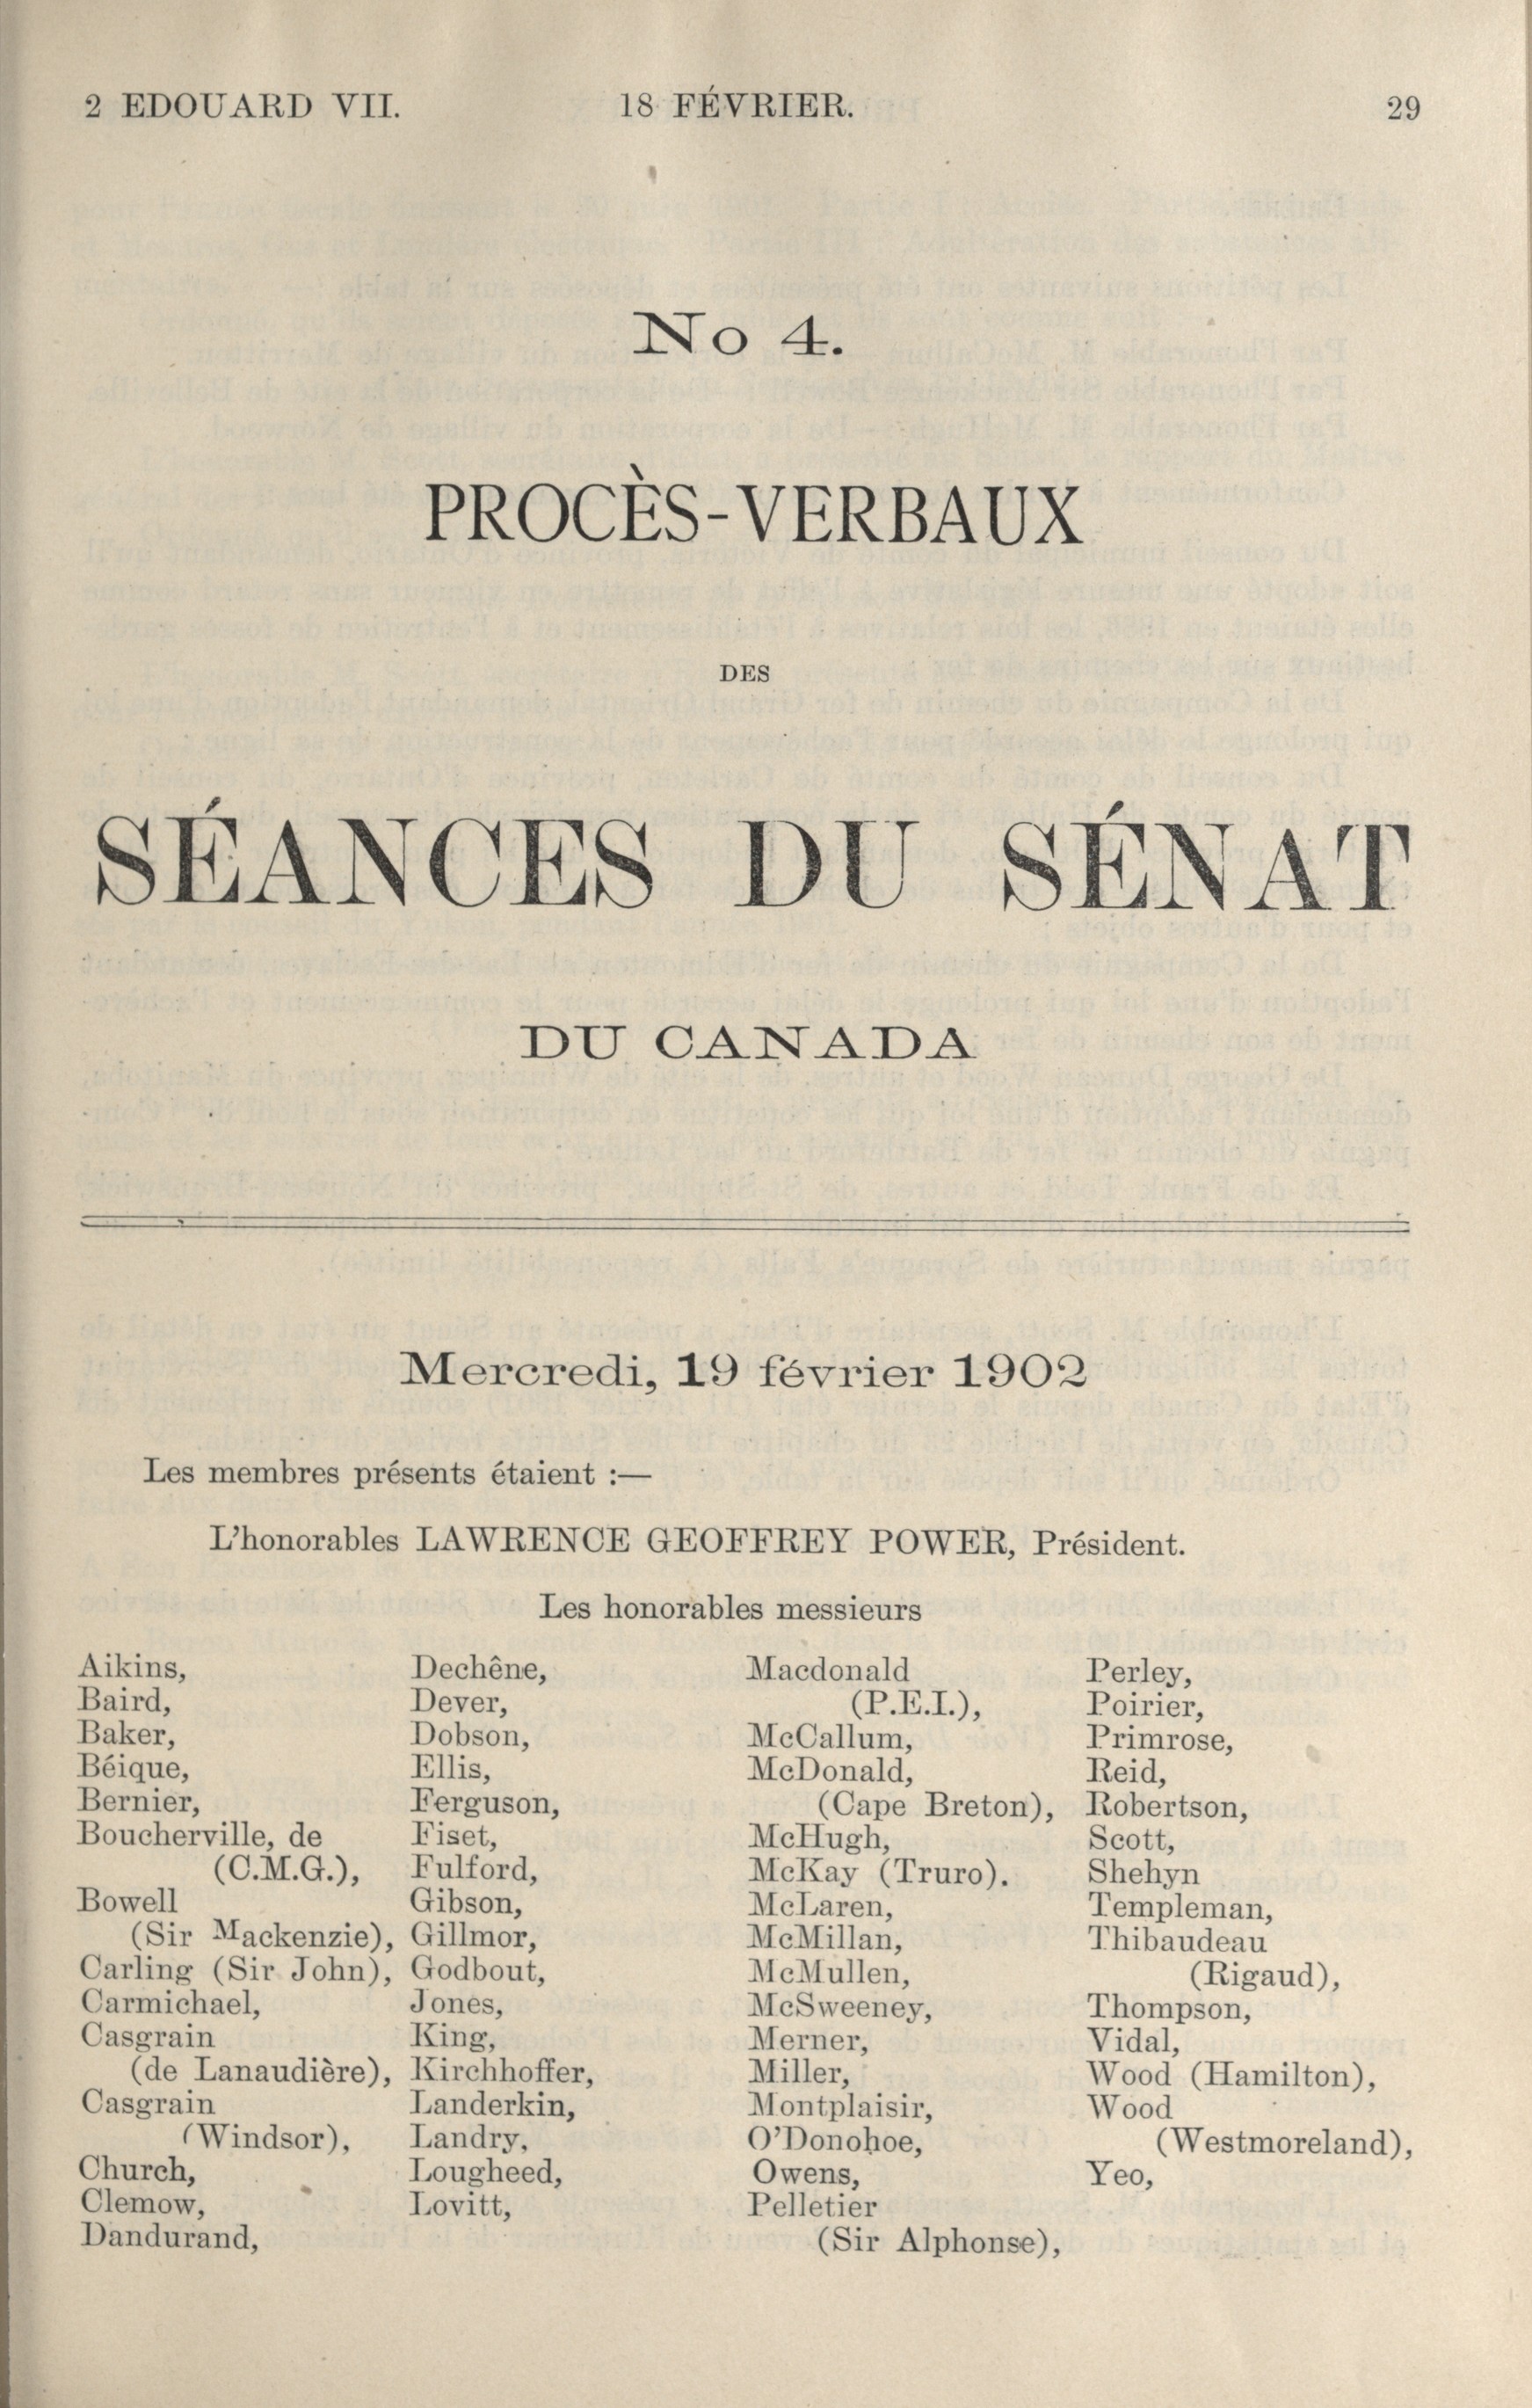 2 EDOUARD VII.
18 FÉVRIER.
29
No 4.
PROCÈS-VERBAUX
DES
SÉANCES DU SÉNAT
DU CANADA
Mercredi, 19 février 1902
Les membres présents étaient :—
L'honorables LAWRENCE GEOFFREY POWER, Président.
Les honorables messieurs
Aikins,
Baird,
Baker,
Béique,
Bernier,
Boucherville, de
(C.M.G.),
Bowell
(Sir Mackenzie),
Carling (Sir John),
Carmichael,
Casgrain
(de Lanaudière),
Casgrain
(Windsor),
Church,
Clemow,
Dandurand,
Dechêne,
Dever,
Dobson,
Ellis,
Ferguson,
Fiset,
Fulford,
Gibson,
Gillmor,
Godbout,
Jones,
King,
Kirchhoffer,
Landerkin,
Landry,
Lougheed,
Lovitt,
Macdonald
(P.E.I.),
McCallum,
McDonald,
(Cape Breton),
McHugh,
McKay (Truro).
McLaren,
McMillan,
McMullen,
McSweeney,
Merner,
Miller,
Montplaisir,
O'Donohoe,
Owens,
Pelletier
(Sir Alphonse),
Perley,
Poirier,
Primrose,
Reid,
Robertson,
Scott,
Shehyn
Templeman,
Thibaudeau
(Rigaud),
Thompson,
Vidal,
Wood (Hamilton),
Wood
(Westmoreland),
Yeo,